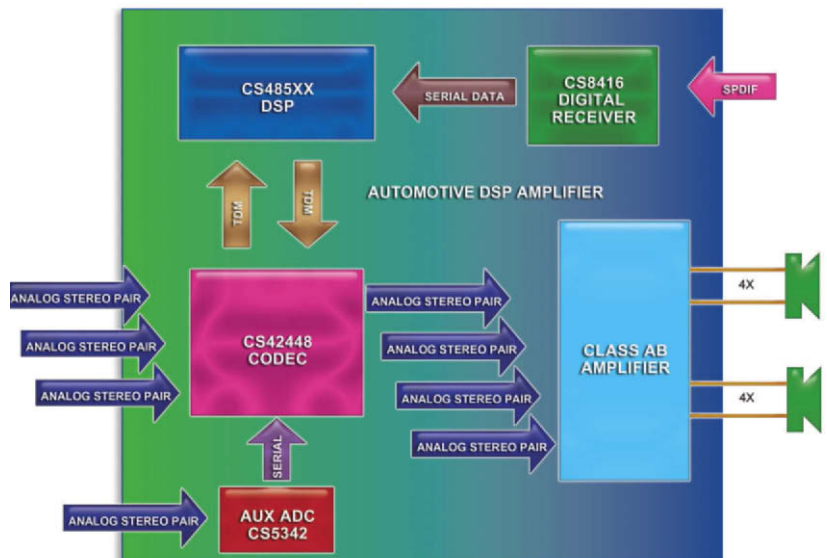 CS485XX
DSP
SERIAL DATA
CS8416
DIGITAL
RECEIVER
SPDIF
TDM
TDM
AUTOMOTIVE DSP AMPLIFIER
ANALOG STEREO PAIR
ANALOG STEREO PAIR
ANALOG STEREO PAIR
CS42448
CODEC
ANALOG STEREO PAIR
ANALOG STEREO PAIR
ANALOG STEREO PAIR
ANALOG STEREO PAIR
CLASS AB
AMPLIFIER
4X
4X
SERIAL
ANALOG STEREO PAIR
AUX ADC
CS5342